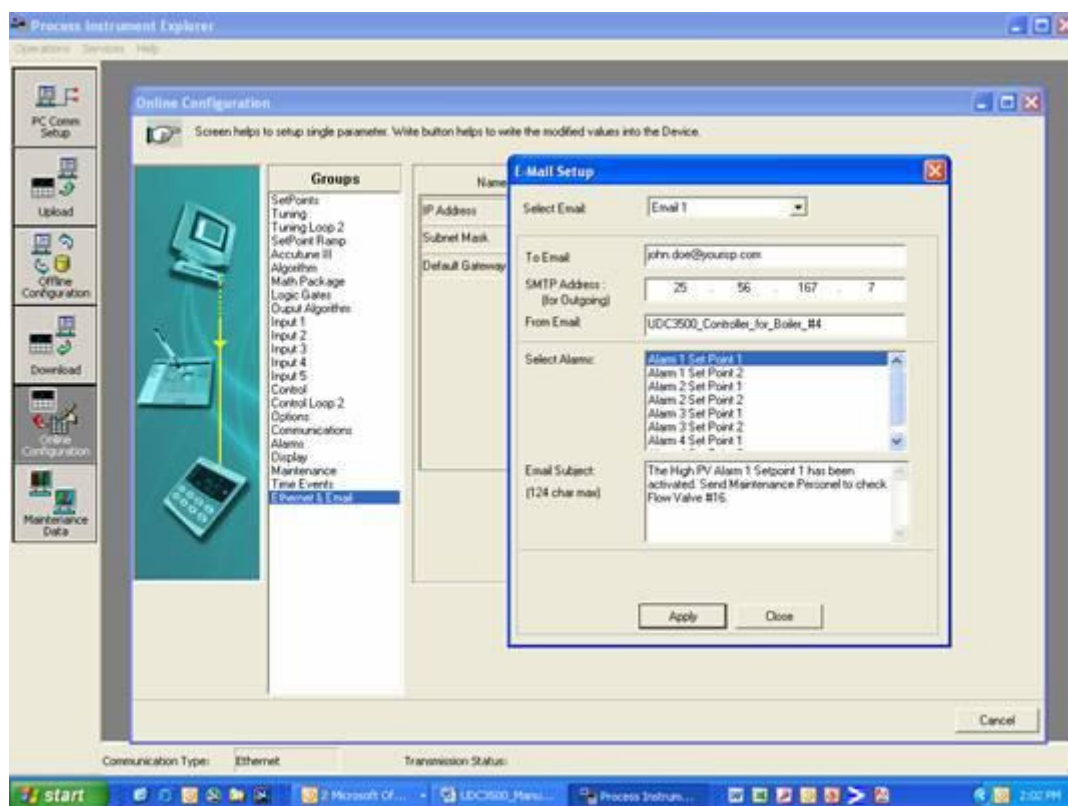 Process Instrument Explorer
Operations Services Help
PC Comm
Setup
Upload
Offline
Configuration
Download
Online
Configuration
Maintenance
Data
Online Configuration
Screen helps to setup single parameter. Write button helps to write the modified values into the Device.
Groups
SetPoints
Tuning
Tuning Loop 2
SetPoint Ramp
Accutune III
Algorithm
Math Package
Logic Gates
Ouput Algorithm
Input 1
Input 2
Input 3
Input 4
Input 5
Control
Control Loop 2
Options
Communications
Alarms
Display
Maintenance
Time Events
Ethernet & Email
Name
IP Address
Subnet Mask
Default Gateway
E-Mail Setup
Select Email Email 1
To Email john.doe@yourisp.com
SMTP Address : 25 . 56 . 167 . 7
(for Outgoing)
From Email UDC3500_Controller_for_Boiler_#4
Select Alarms:
Alarm 1 Set Point 1
Alarm 1 Set Point 2
Alarm 2 Set Point 1
Alarm 2 Set Point 2
Alarm 3 Set Point 1
Alarm 3 Set Point 2
Alarm 4 Set Point 1
Email Subject:
(124 char max)
The High PV Alarm 1 Setpoint 1 has been
activated. Send Maintenance Personel to check
Flow Valve #16.
Apply Close
Cancel
Communication Type: Ethernet Transmission Status:
start 2 Microsoft Of... UDC3500_Manu... Process Instrum... 2:02 PM